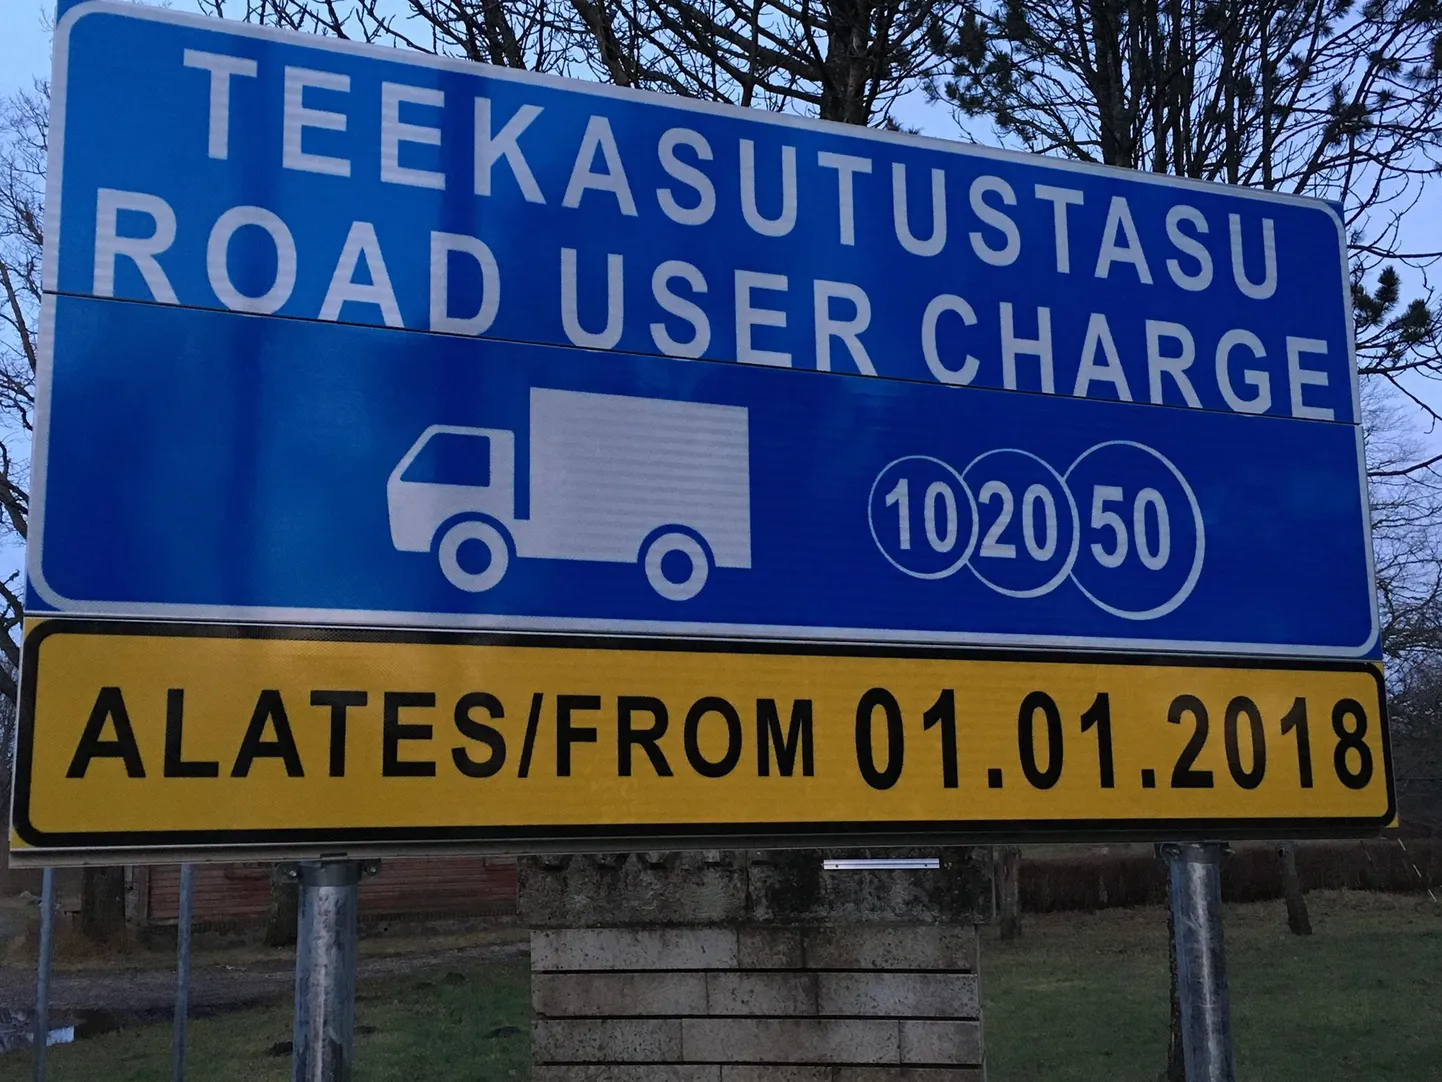 TEEKASUTUSTASU
ROAD USER CHARGE
10 20 50
ALATES/FROM 01.01.2018